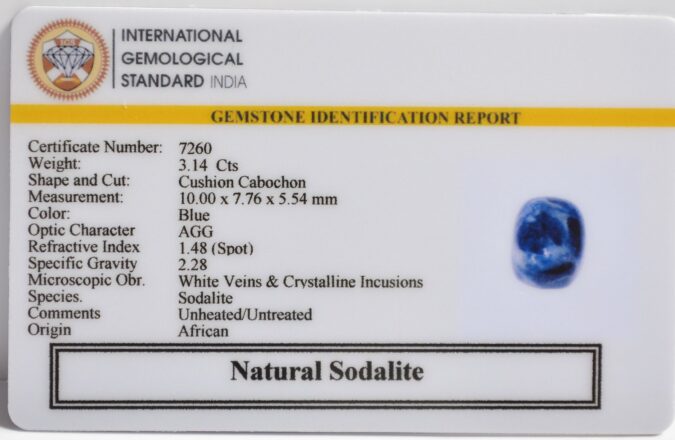 IGS
INTERNATIONAL
GEMOLOGICAL
STANDARD INDIA
GEMSTONE IDENTIFICATION REPORT
Certificate Number: 7260
Weight: 3.14 Cts
Shape and Cut: Cushion Cabochon
Measurement: 10.00 x 7.76 x 5.54 mm
Color: Blue
Optic Character AGG
Refractive Index 1.48 (Spot)
Specific Gravity 2.28
Microscopic Obr. White Veins & Crystalline Incusions
Species. Sodalite
Comments Unheated/Untreated
Origin African
Natural Sodalite